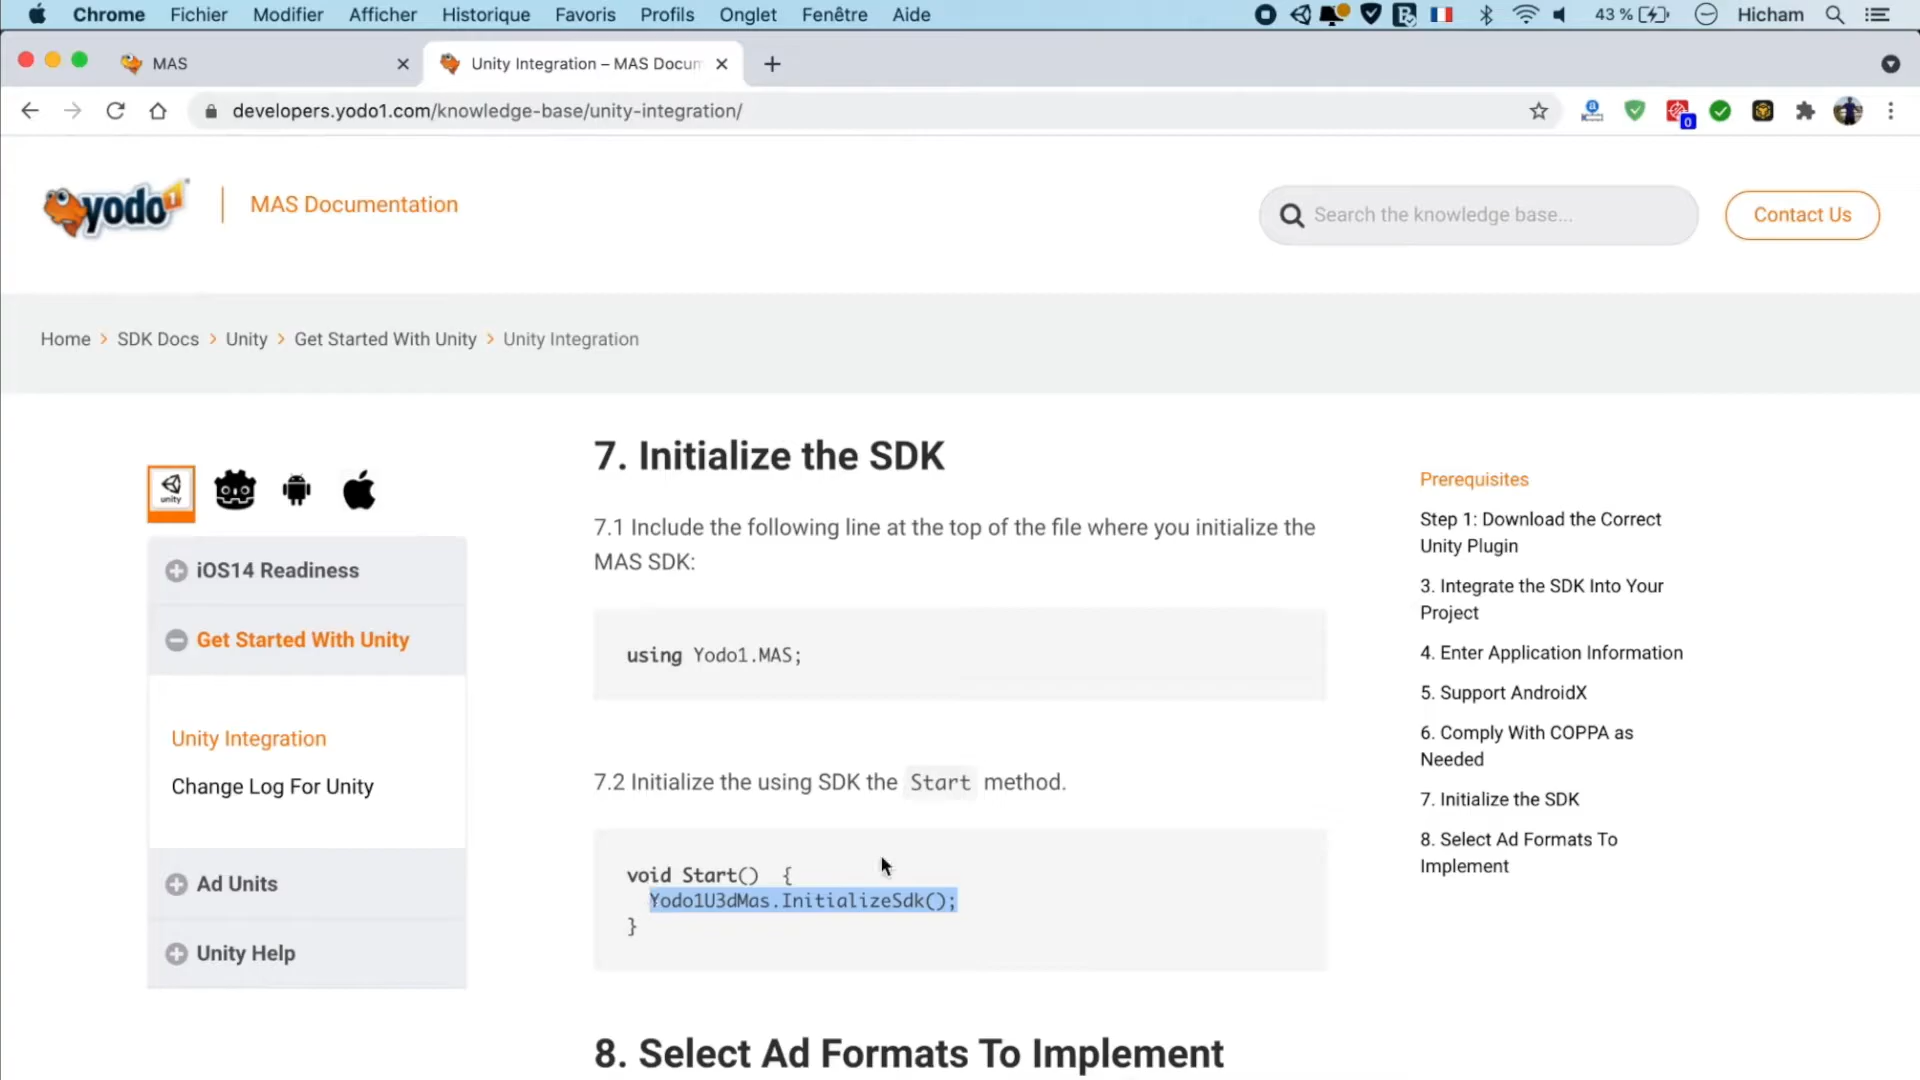 Chrome Fichier Modifier Afficher Historique Favoris Profils Onglet Fenêtre Aide 43 % Hicham
MAS
Unity Integration – MAS Docum
developers.yodo1.com/knowledge-base/unity-integration/
0
yodo1
MAS Documentation
Search the knowledge base...
Contact Us
Home > SDK Docs > Unity > Get Started With Unity > Unity Integration
unity
iOS14 Readiness
Get Started With Unity
Unity Integration
Change Log For Unity
Ad Units
Unity Help
7. Initialize the SDK
7.1 Include the following line at the top of the file where you initialize the
MAS SDK:
using Yodo1.MAS;
7.2 Initialize the using SDK the Start method.
void Start() {
Yodo1U3dMas.InitializeSdk();
}
8. Select Ad Formats To Implement
Prerequisites
Step 1: Download the Correct
Unity Plugin
3. Integrate the SDK Into Your
Project
4. Enter Application Information
5. Support AndroidX
6. Comply With COPPA as
Needed
7. Initialize the SDK
8. Select Ad Formats To
Implement